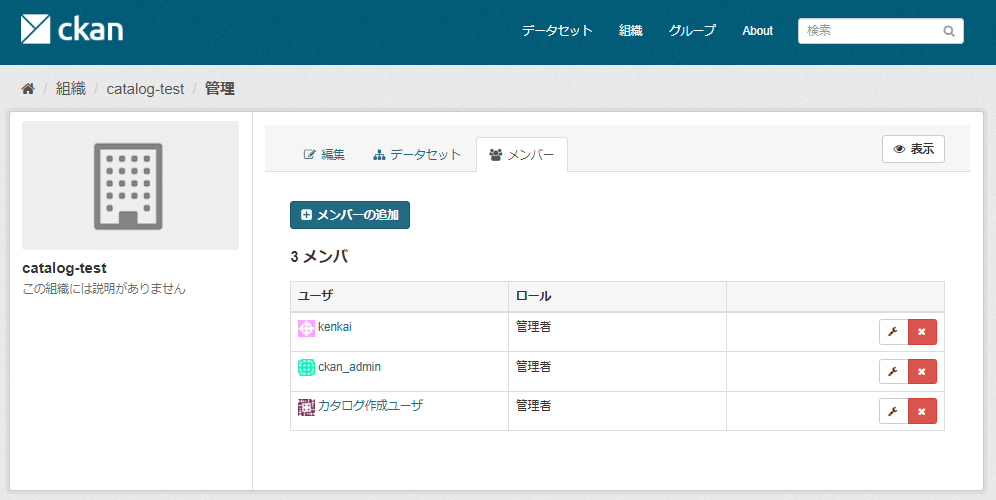 ckan
データセット 組織 グループ About 検索
組織 / catalog-test / 管理
編集 データセット メンバー 表示
メンバーの追加
3 メンバ
catalog-test
この組織には説明がありません
ユーザ ロール
kenkai 管理者
ckan_admin 管理者
カタログ作成ユーザ 管理者